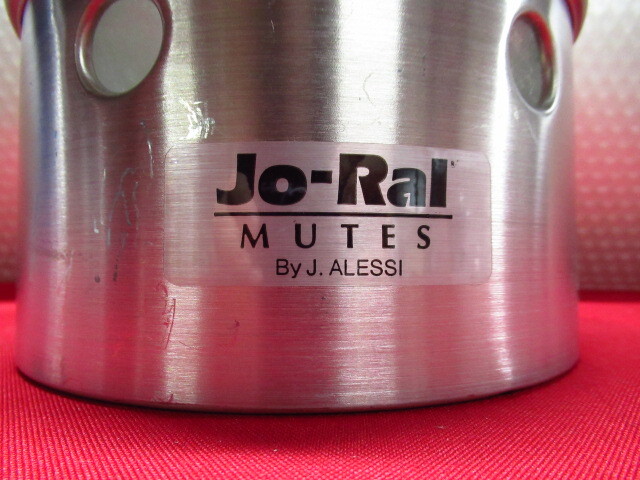 Jo-Ral
MUTES
By J. ALESSI